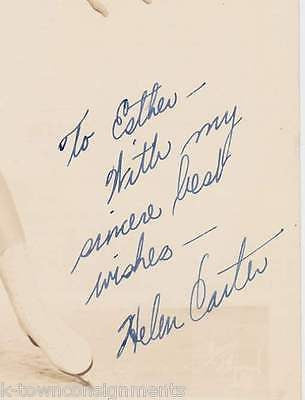 To Esther—
With my
sincere best
wishes—
Helen Carter
k-townconsignments